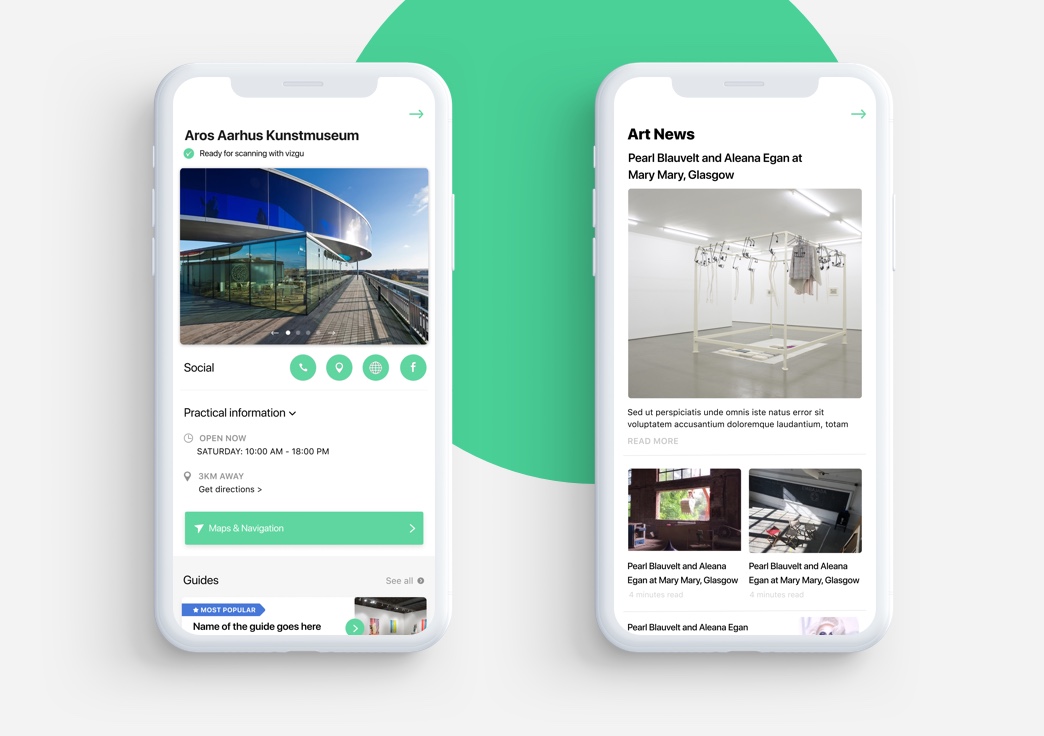 Aros Aarhus Kunstmuseum
Ready for scanning with vizgu
Social
f
Practical information
OPEN NOW
SATURDAY: 10:00 AM - 18:00 PM
3KM AWAY
Get directions >
Maps & Navigation
Guides
See all
MOST POPULAR
Name of the guide goes here
Art News
Pearl Blauvelt and Aleana Egan at
Mary Mary, Glasgow
Sed ut perspiciatis unde omnis iste natus error sit
voluptatem accusantium doloremque laudantium, totam
READ MORE
Pearl Blauvelt and Aleana
Egan at Mary Mary, Glasgow
4 minutes read
Pearl Blauvelt and Aleana
Egan at Mary Mary, Glasgow
4 minutes read
Pearl Blauvelt and Aleana Egan